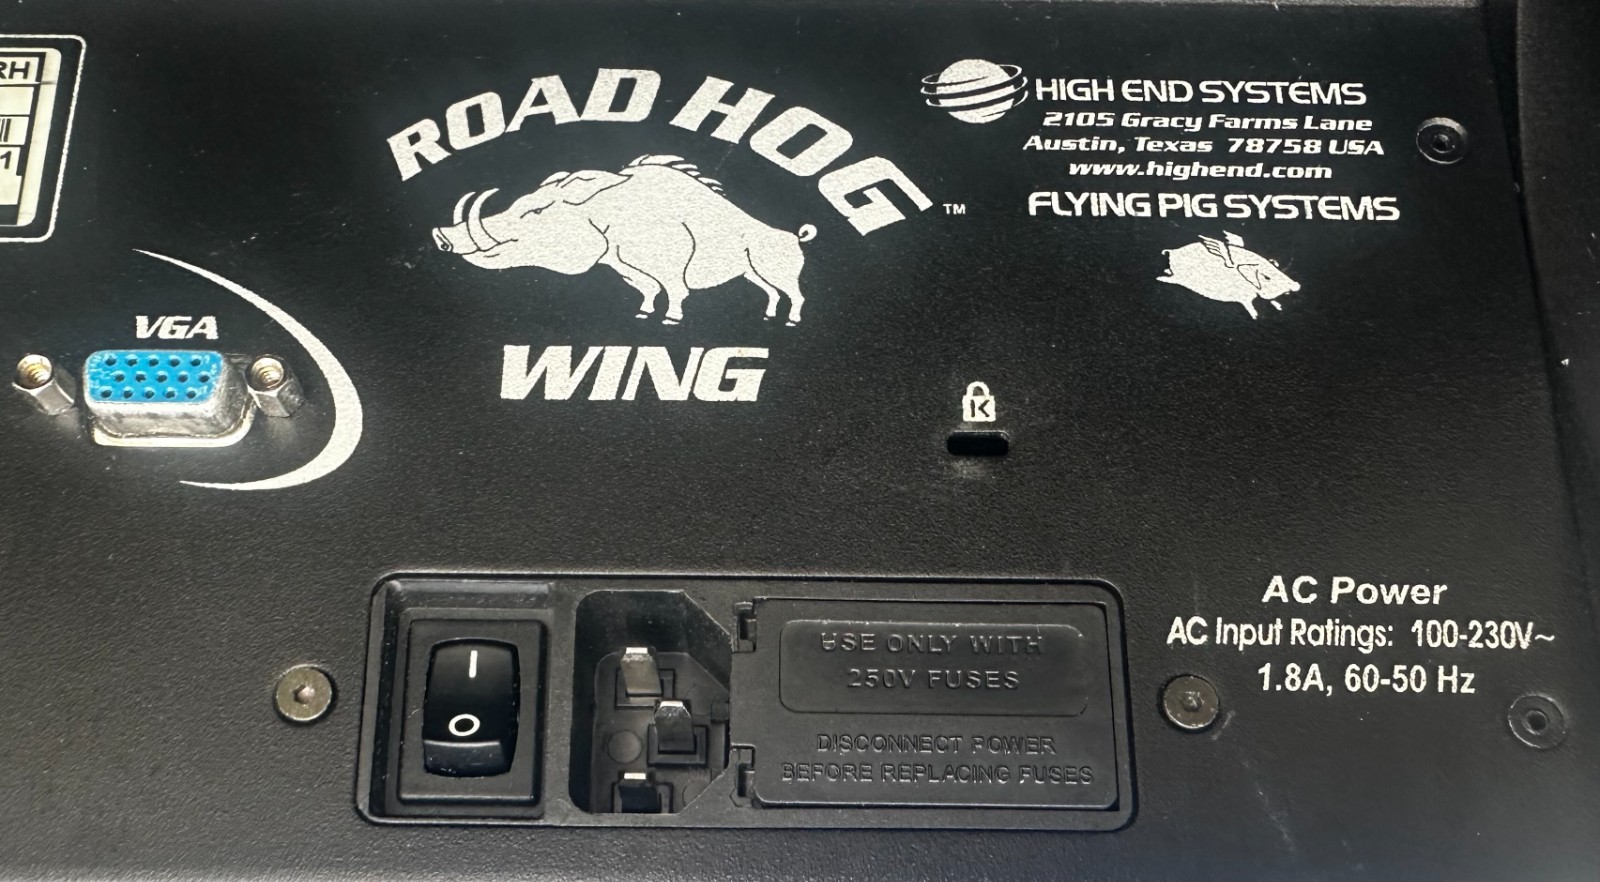 RH
1
ROAD HOG
™
WING
HIGH END SYSTEMS
2105 Gracy Farms Lane
Austin, Texas 78758 USA
www.highend.com
FLYING PIG SYSTEMS
VGA
K
AC Power
AC Input Ratings: 100-230V~
1.8A, 60-50 Hz
I
O
USE ONLY WITH
250V FUSES
DISCONNECT POWER
BEFORE REPLACING FUSES